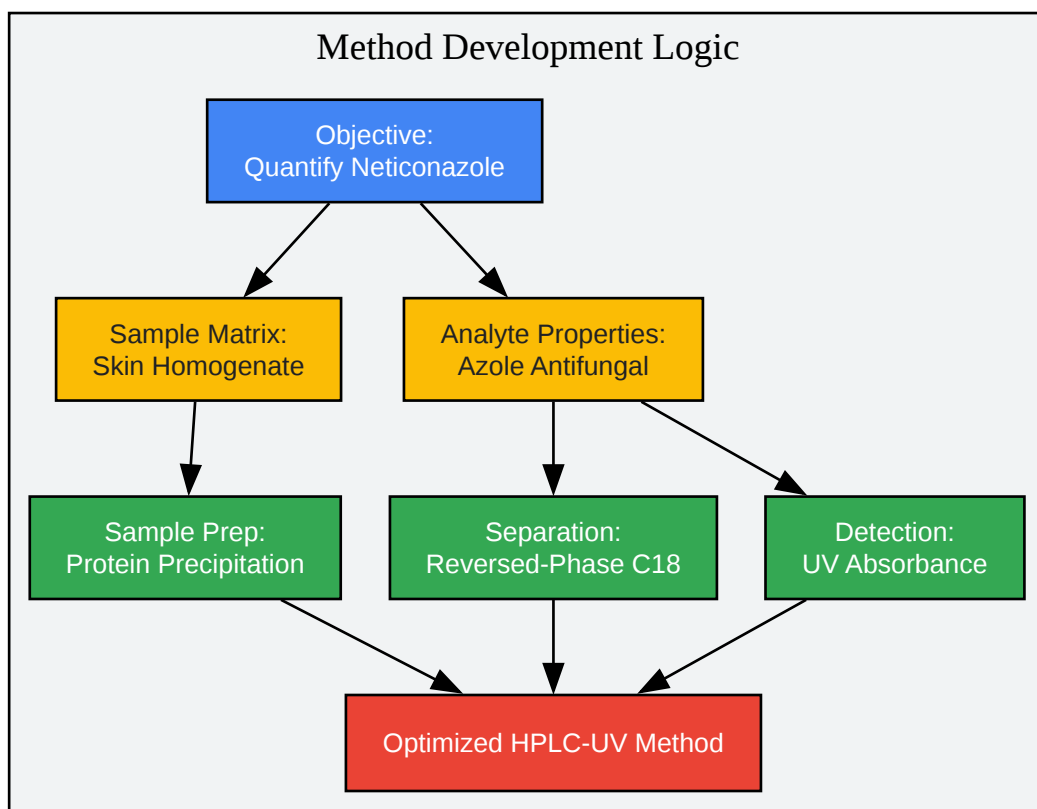 Method Development Logic
Objective:
Quantify Neticonazole
Sample Matrix:
Skin Homogenate
Analyte Properties:
Azole Antifungal
Sample Prep:
Protein Precipitation
Separation:
Reversed-Phase C18
Detection:
UV Absorbance
Optimized HPLC-UV Method